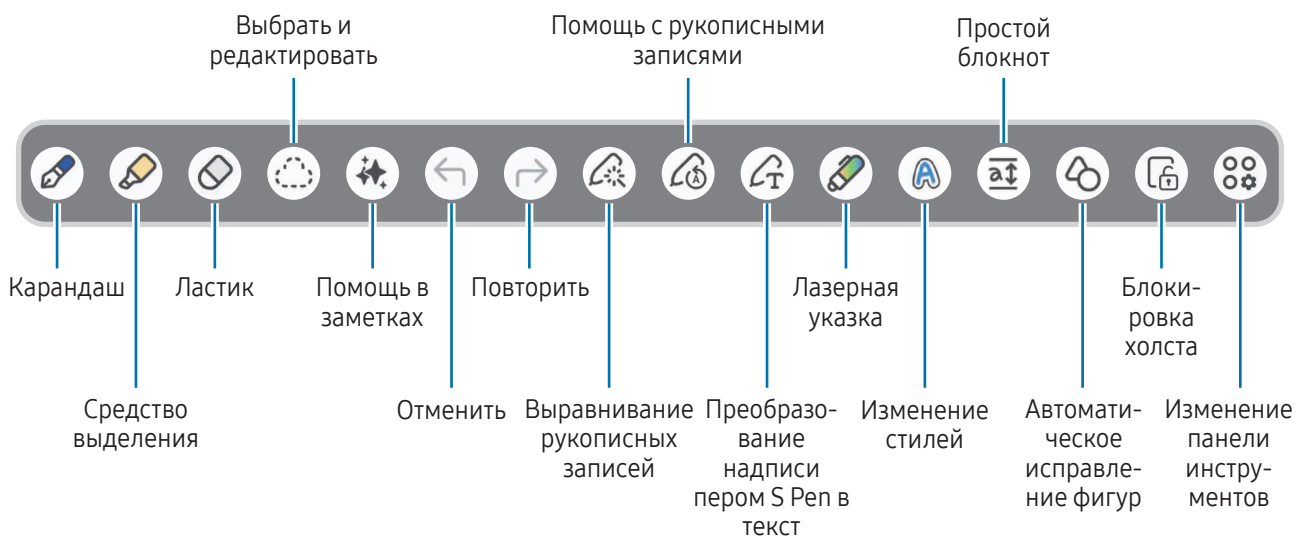 Выбрать и
редактировать
Помощь с рукописными
записями
Простой
блокнот
Карандаш
Ластик
Помощь в
заметках
Повторить
Лазерная
указка
Блоки-
ровка
холста
Средство
выделения
Отменить
Выравнивание
рукописных
записей
Преобразо-
вание
надписи
пером S Pen в
текст
Изменение
стилей
Автомати-
ческое
исправле-
ние фигур
Изменение
панели
инстру-
ментов